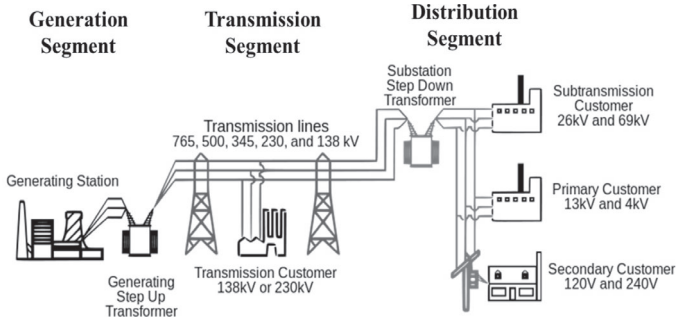 Generation
Segment
Transmission
Segment
Distribution
Segment
Substation
Step Down
Transformer
Subtransmission
Customer
26kV and 69kV
Transmission lines
765, 500, 345, 230, and 138 kV
Generating Station
Primary Customer
13kV and 4kV
Generating
Step Up
Transformer
Transmission Customer
138kV or 230kV
Secondary Customer
120V and 240V